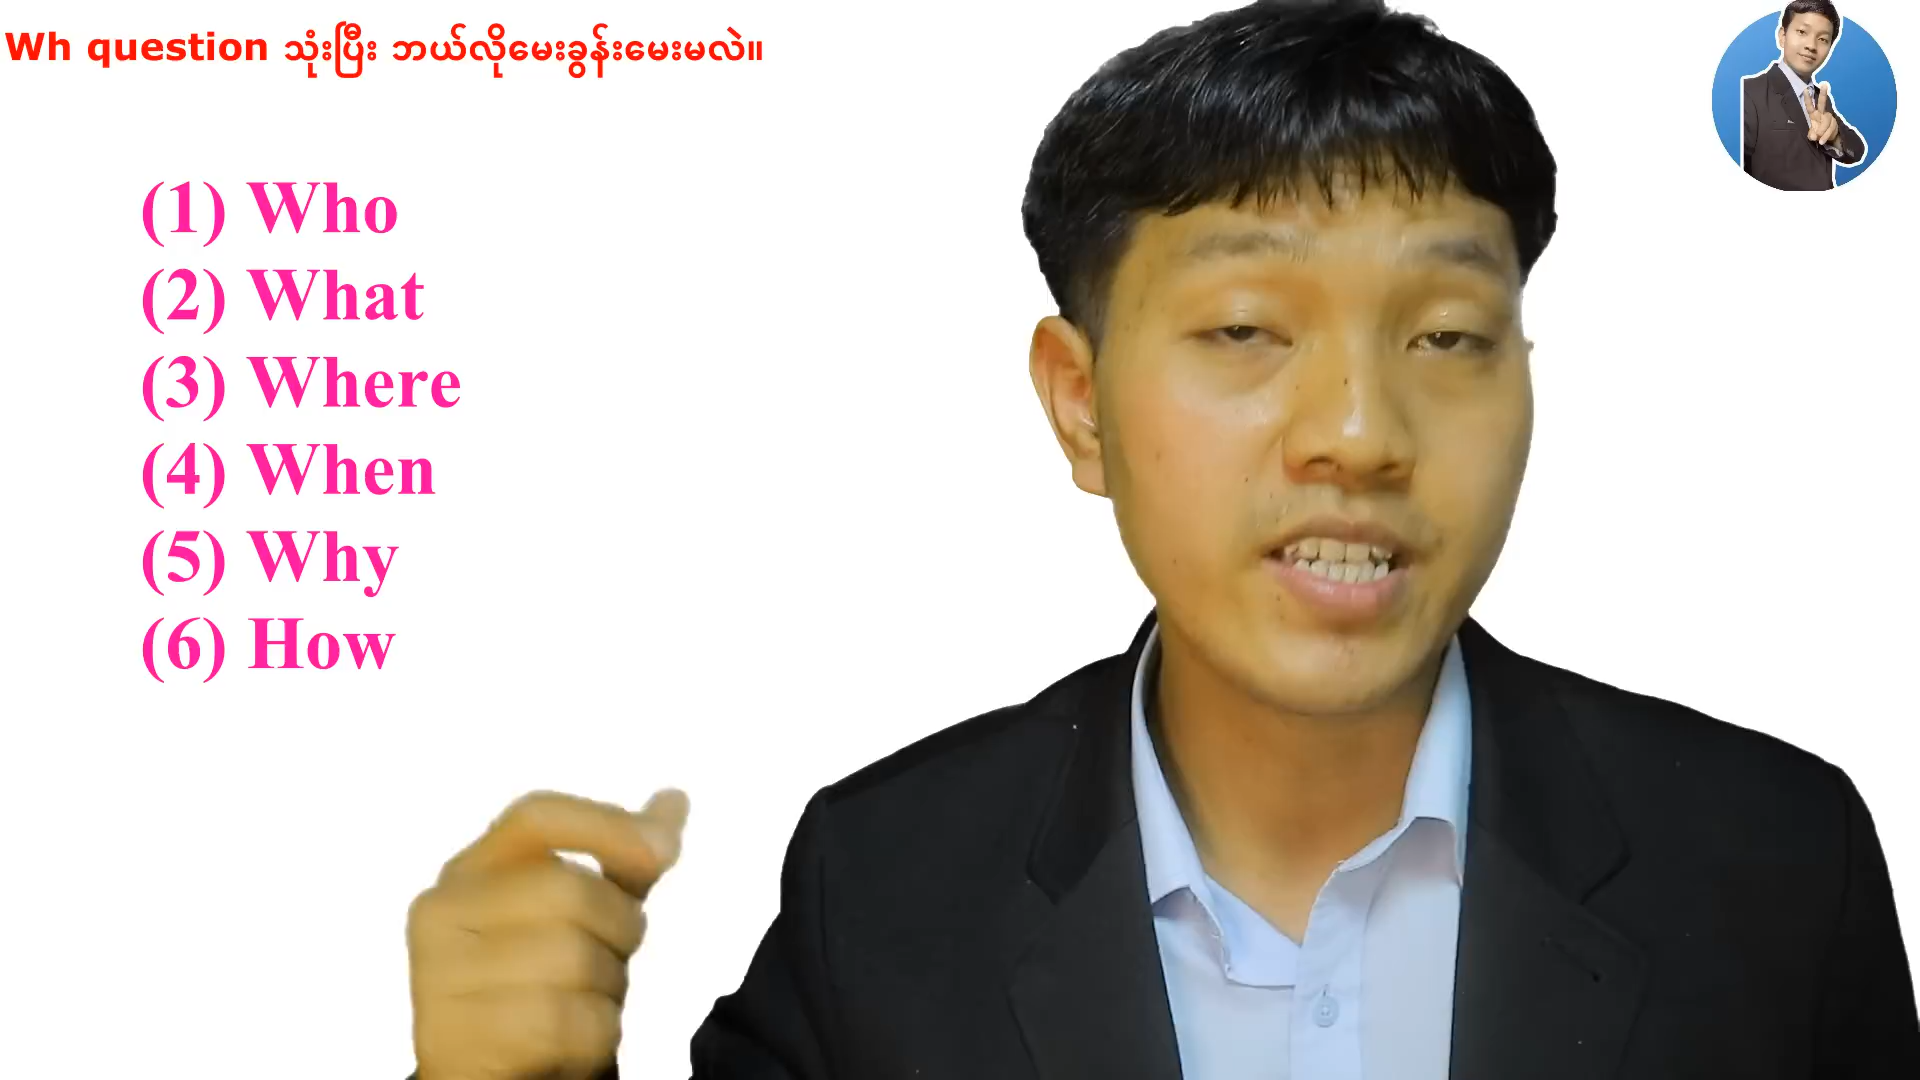 Wh question သုံးပြီး ဘယ်လိုမေးခွန်းမေးမလဲ။
(1) Who
(2) What
(3) Where
(4) When
(5) Why
(6) How